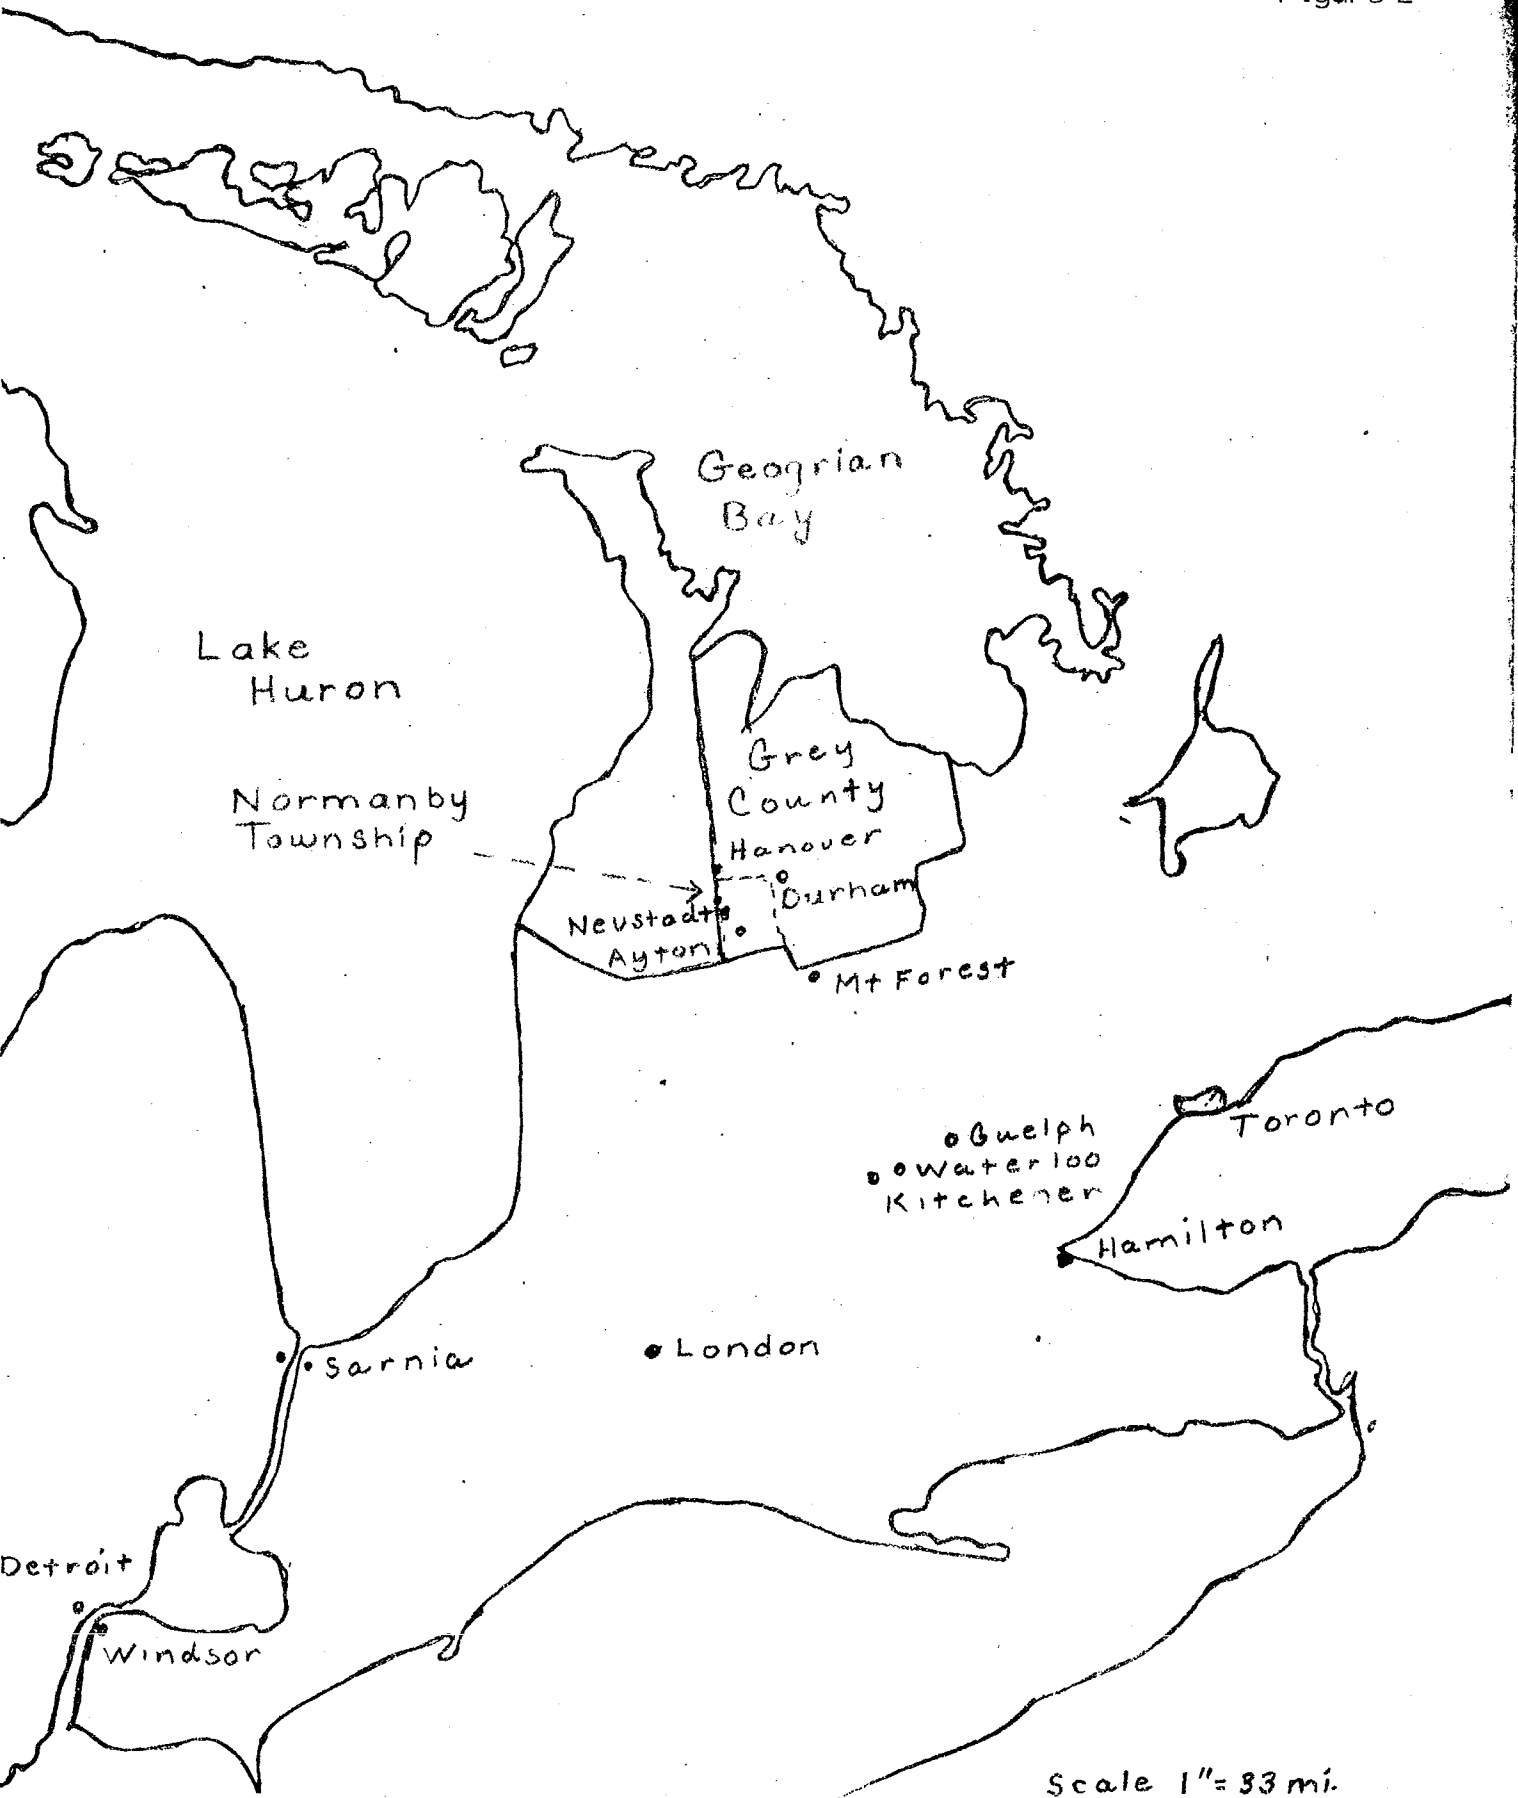 Geogrian
Bay
Lake
Huron
Normanby
Township
Grey
County
Hanover
Durham
Neustadt
Ayton
Mt Forest
Toronto
Guelph
Waterloo
Kitchener
Hamilton
Sarnia
London
Detroit
Windsor
Scale 1"= 33 mi.